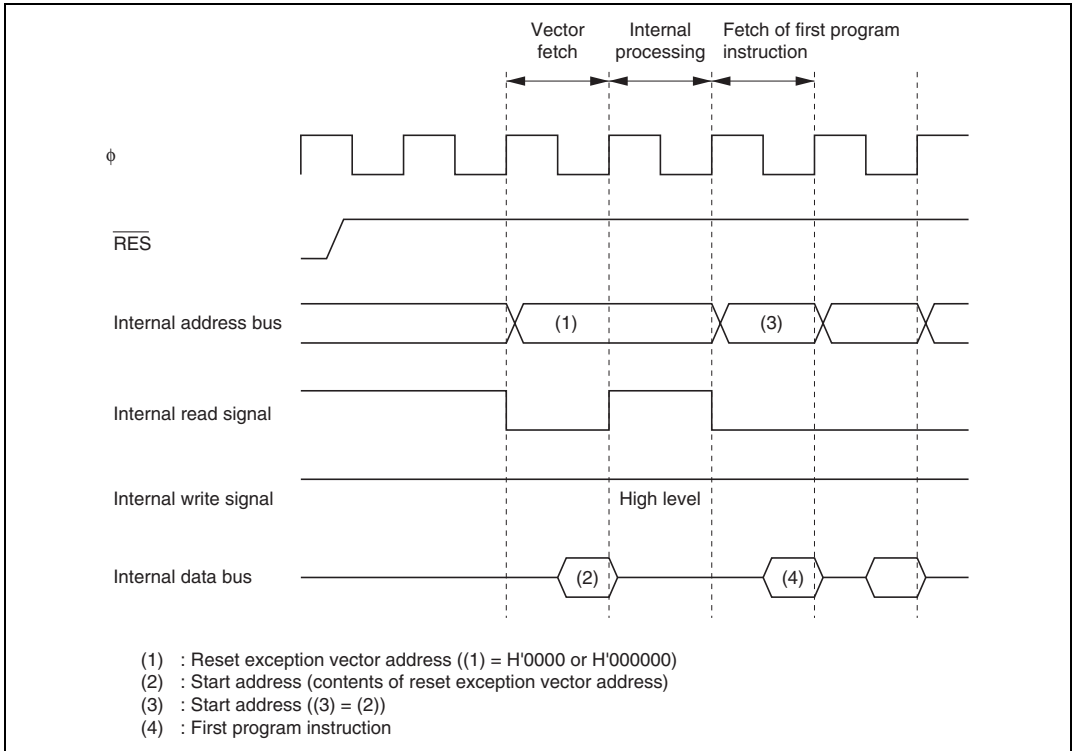 Vector fetch
Internal processing
Fetch of first program instruction
φ
RES
Internal address bus
(1)
(3)
Internal read signal
Internal write signal
High level
Internal data bus
(2)
(4)
(1) : Reset exception vector address ((1) = H'0000 or H'000000)
(2) : Start address (contents of reset exception vector address)
(3) : Start address ((3) = (2))
(4) : First program instruction